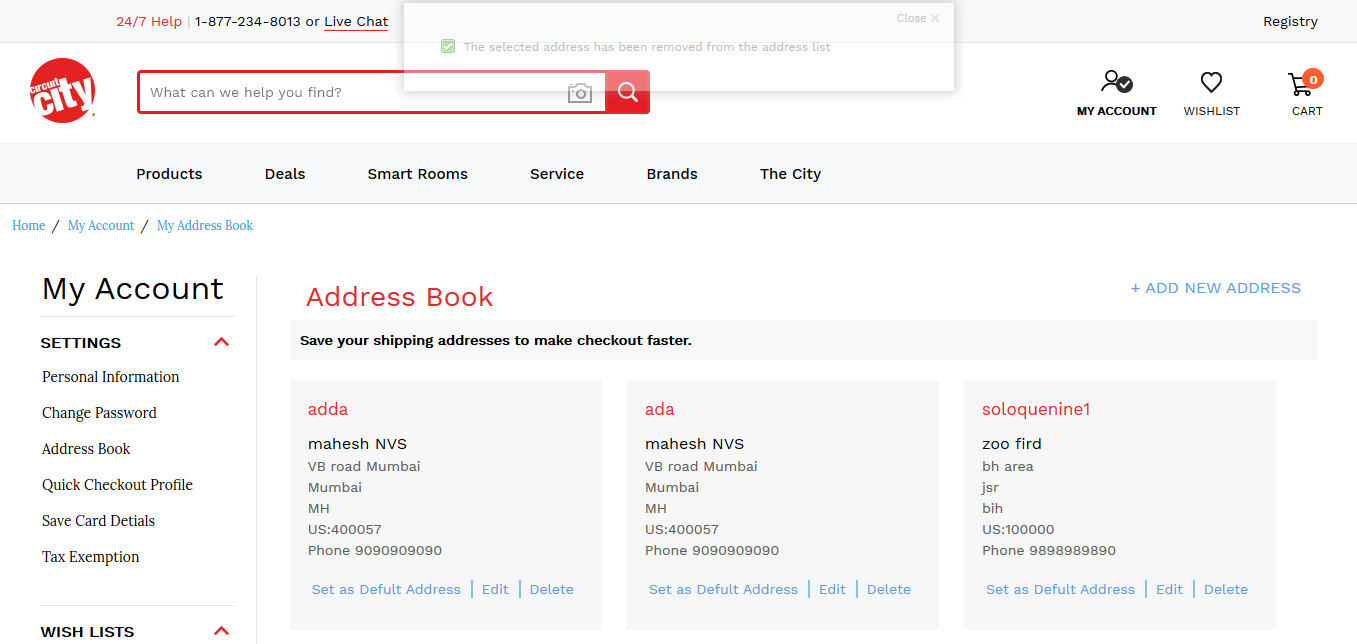 24/7 Help | 1-877-234-8013 or Live Chat
Close ×
Registry
The selected address has been removed from the address list
circuit
city
What can we help you find?
MY ACCOUNT
WISHLIST
0
CART
Products Deals Smart Rooms Service Brands The City
Home / My Account / My Address Book
My Account
SETTINGS
Personal Information
Change Password
Address Book
Quick Checkout Profile
Save Card Detials
Tax Exemption
WISH LISTS
Address Book
+ ADD NEW ADDRESS
Save your shipping addresses to make checkout faster.
adda
mahesh NVS
VB road Mumbai
Mumbai
MH
US:400057
Phone 9090909090
Set as Defult Address | Edit | Delete
ada
mahesh NVS
VB road Mumbai
Mumbai
MH
US:400057
Phone 9090909090
Set as Defult Address | Edit | Delete
soloquenine1
zoo fird
bh area
jsr
bih
US:100000
Phone 9898989890
Set as Defult Address | Edit | Delete